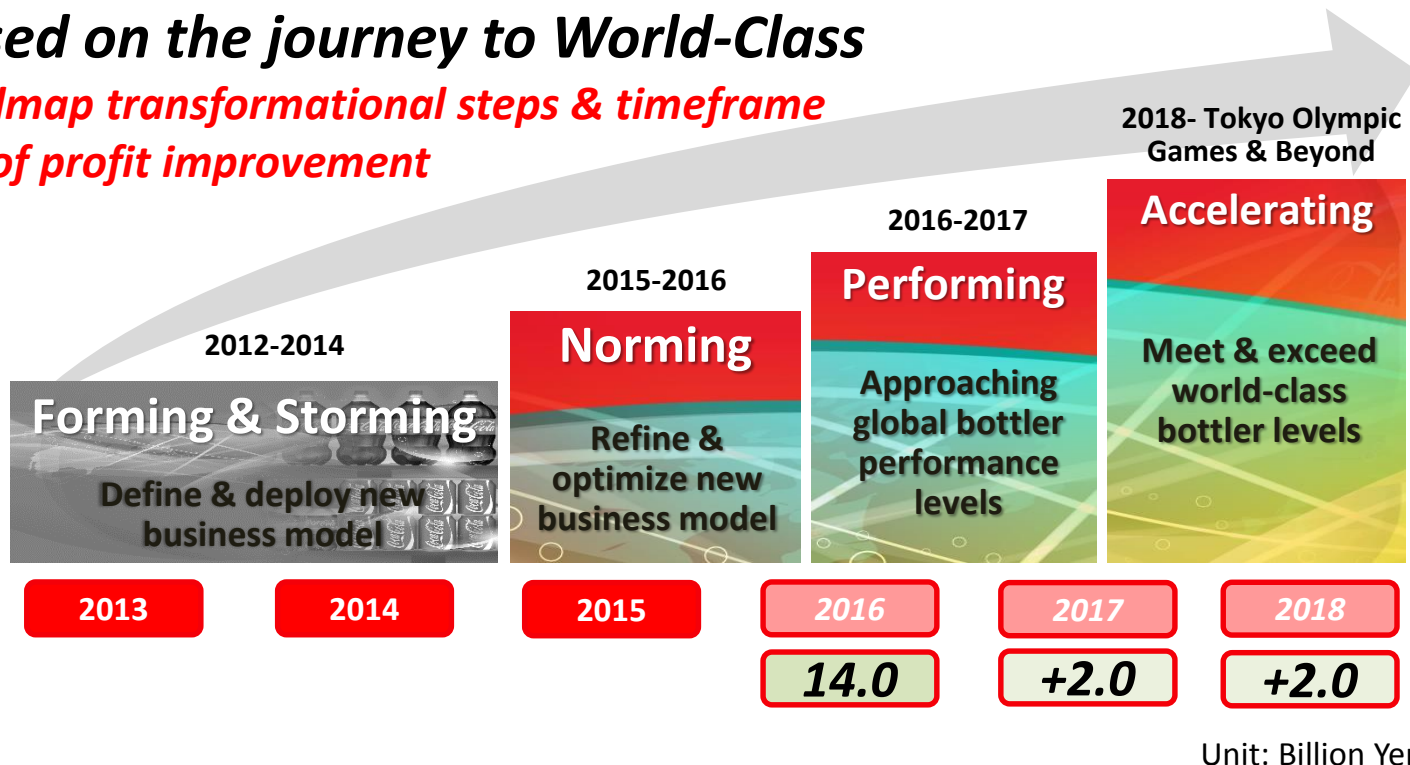 sed on the journey to World-Class
dmap transformational steps & timeframe
of profit improvement
2018- Tokyo Olympic
Games & Beyond
Accelerating
Meet & exceed
world-class
bottler levels
2016-2017
Performing
Approaching
global bottler
performance
levels
2015-2016
Norming
Refine &
optimize new
business model
2012-2014
Forming & Storming
Define & deploy new
business model
2013 2014 2015 2016 2017 2018
14.0 +2.0 +2.0
Unit: Billion Yen